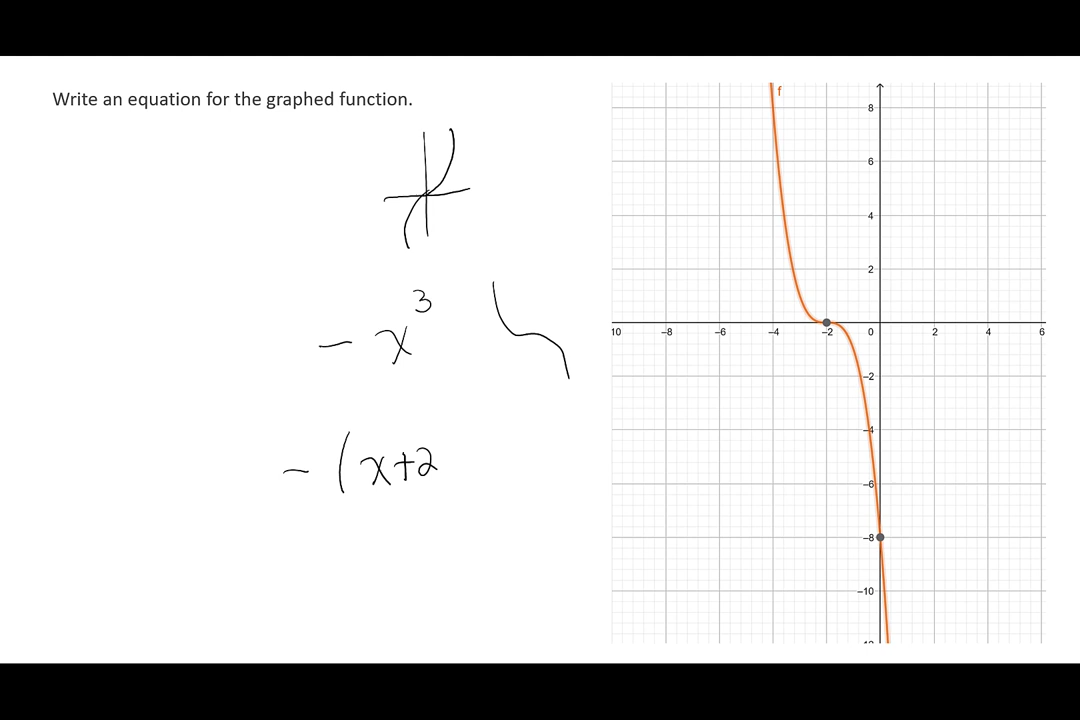 Write an equation for the graphed function.
- x^3
- (x+2
f
8
6
4
2
10 -8 -6 -4 -2 0 2 4 6
-2
-4
-6
-8
-10